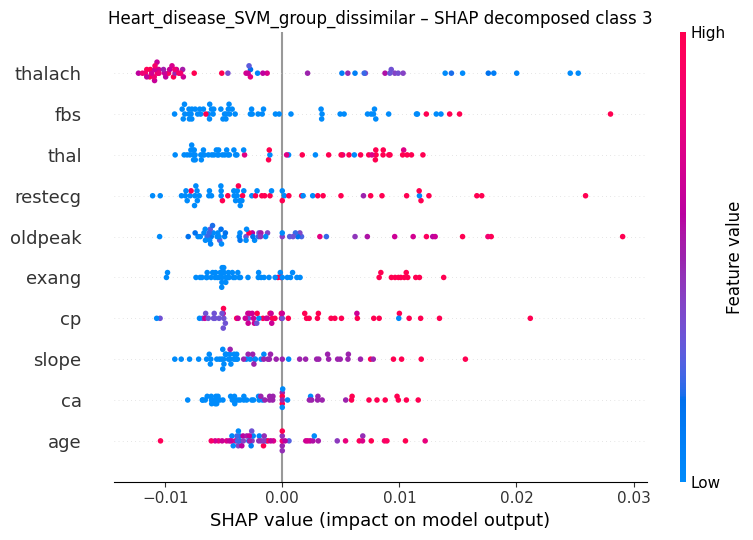 Heart_disease_SVM_group_dissimilar – SHAP decomposed class 3
High
thalach
fbs
thal
restecg
oldpeak
exang
cp
slope
ca
age
Feature value
Low
−0.01 0.00 0.01 0.02 0.03
SHAP value (impact on model output)